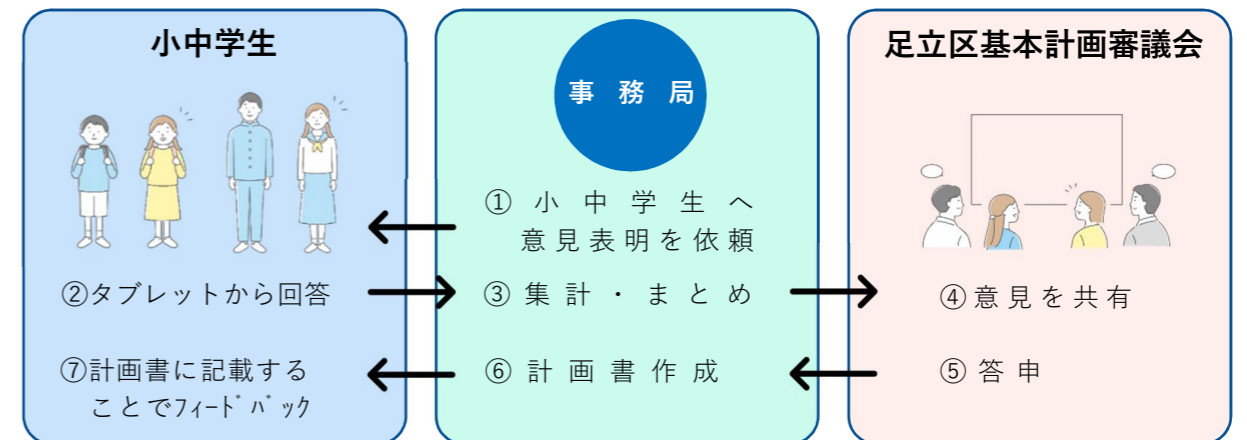 小中学生
事務局
足立区基本計画審議会
①小中学生へ
意見表明を依頼
②タブレットから回答
③集計・まとめ
④意見を共有
⑤答申
⑥計画書作成
⑦計画書に記載する
ことでﾌｨｰﾄﾞﾊﾞｯｸ